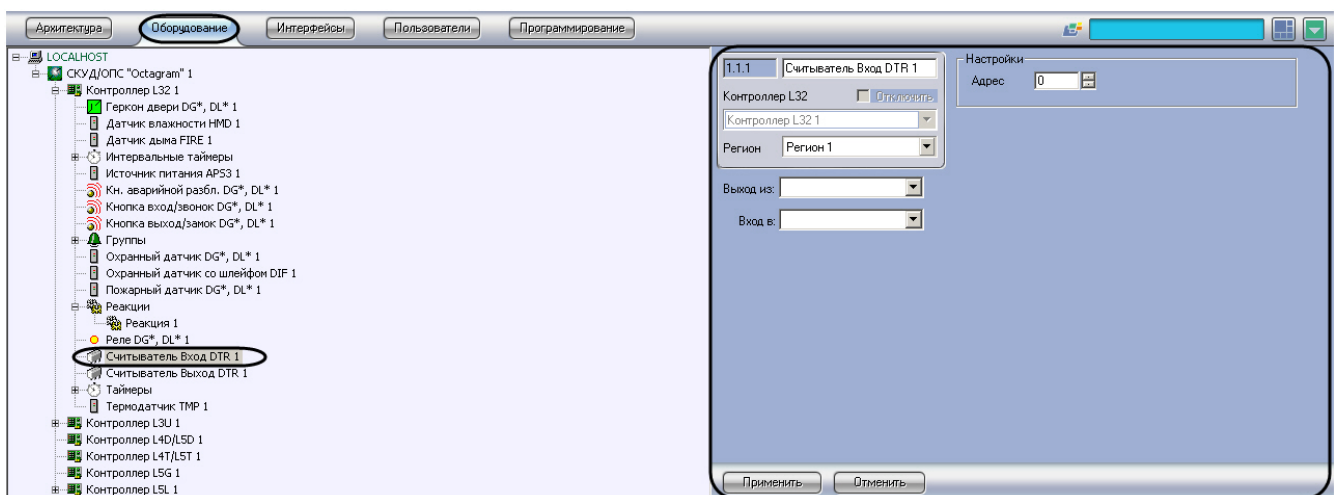 Архитектура Оборудование Интерфейсы Пользователи Программирование
LOCALHOST
СКУД/ОПС "Octagram" 1
Контроллер L32 1
Геркон двери DG*, DL* 1
Датчик влажности HMD 1
Датчик дыма FIRE 1
Интервальные таймеры
Источник питания APS3 1
Кн. аварийной разбл. DG*, DL* 1
Кнопка вход/звонок DG*, DL* 1
Кнопка выход/замок DG*, DL* 1
Группы
Охранный датчик DG*, DL* 1
Охранный датчик со шлейфом DIF 1
Пожарный датчик DG*, DL* 1
Реакции
Реакция 1
Реле DG*, DL* 1
Считыватель Вход DTR 1
Считыватель Выход DTR 1
Таймеры
Термодатчик TMP 1
Контроллер L3U 1
Контроллер L4D/L5D 1
Контроллер L4T/L5T 1
Контроллер L5G 1
Контроллер L5L 1
1.1.1 Считыватель Вход DTR 1
Контроллер L32 Отключить
Контроллер L32 1
Регион Регион 1
Выход из:
Вход в:
Настройки
Адрес 0
Применить Отменить